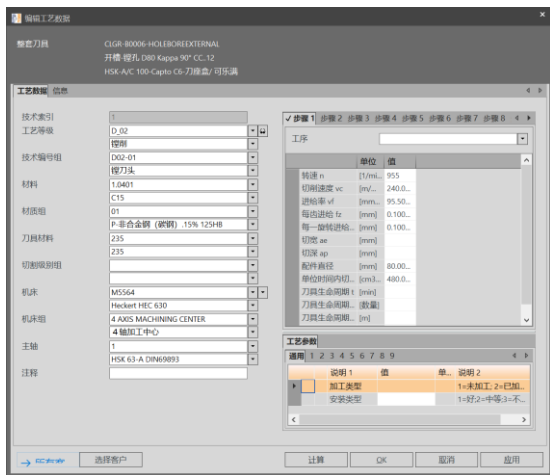 编辑工艺数据
整套刀具
CLGR-80006-HOLEBOREEXTERNAL
开槽-镗孔 D80 Kappa 90° CC..12
HSK-A/C 100-Capto C6-刀座盒/ 可乐满
工艺数据 信息
技术索引 1
工艺等级 D_02
镗削
技术编号组 D02-01
镗刀头
材料 1.0401
C15
材质组 01
P-非合金钢（碳钢）.15% 125HB
刀具材料 235
235
切割级别组
机床 M5564
Heckert HEC 630
机床组 4 AXIS MACHINING CENTER
4 轴加工中心
主轴 1
HSK 63-A DIN69893
注释
✓ 步骤 1 步骤 2 步骤 3 步骤 4 步骤 5 步骤 6 步骤 7 步骤 8
工序
单位 值
转速 n [1/mi... 955
切削速度 vc [m/... 240.0...
进给率 vf [mm... 95.50...
每齿进给 fz [mm] 0.100...
每一旋转进给... [mm] 0.100...
切宽 ae [mm]
切深 ap [mm]
配件直径 [mm] 80.00...
单位时间内切... [cm3... 480.0...
刀具生命周期 t [min]
刀具生命周期... [数量]
刀具生命周期... [m]
工艺参数
通用 1 2 3 4 5 6 7 8 9
说明 1 值 单... 说明 2
加工类型 1=未加工; 2=已加...
安装类型 1=好;2=中等;3=不...
选择客户 计算 OK 取消 应用